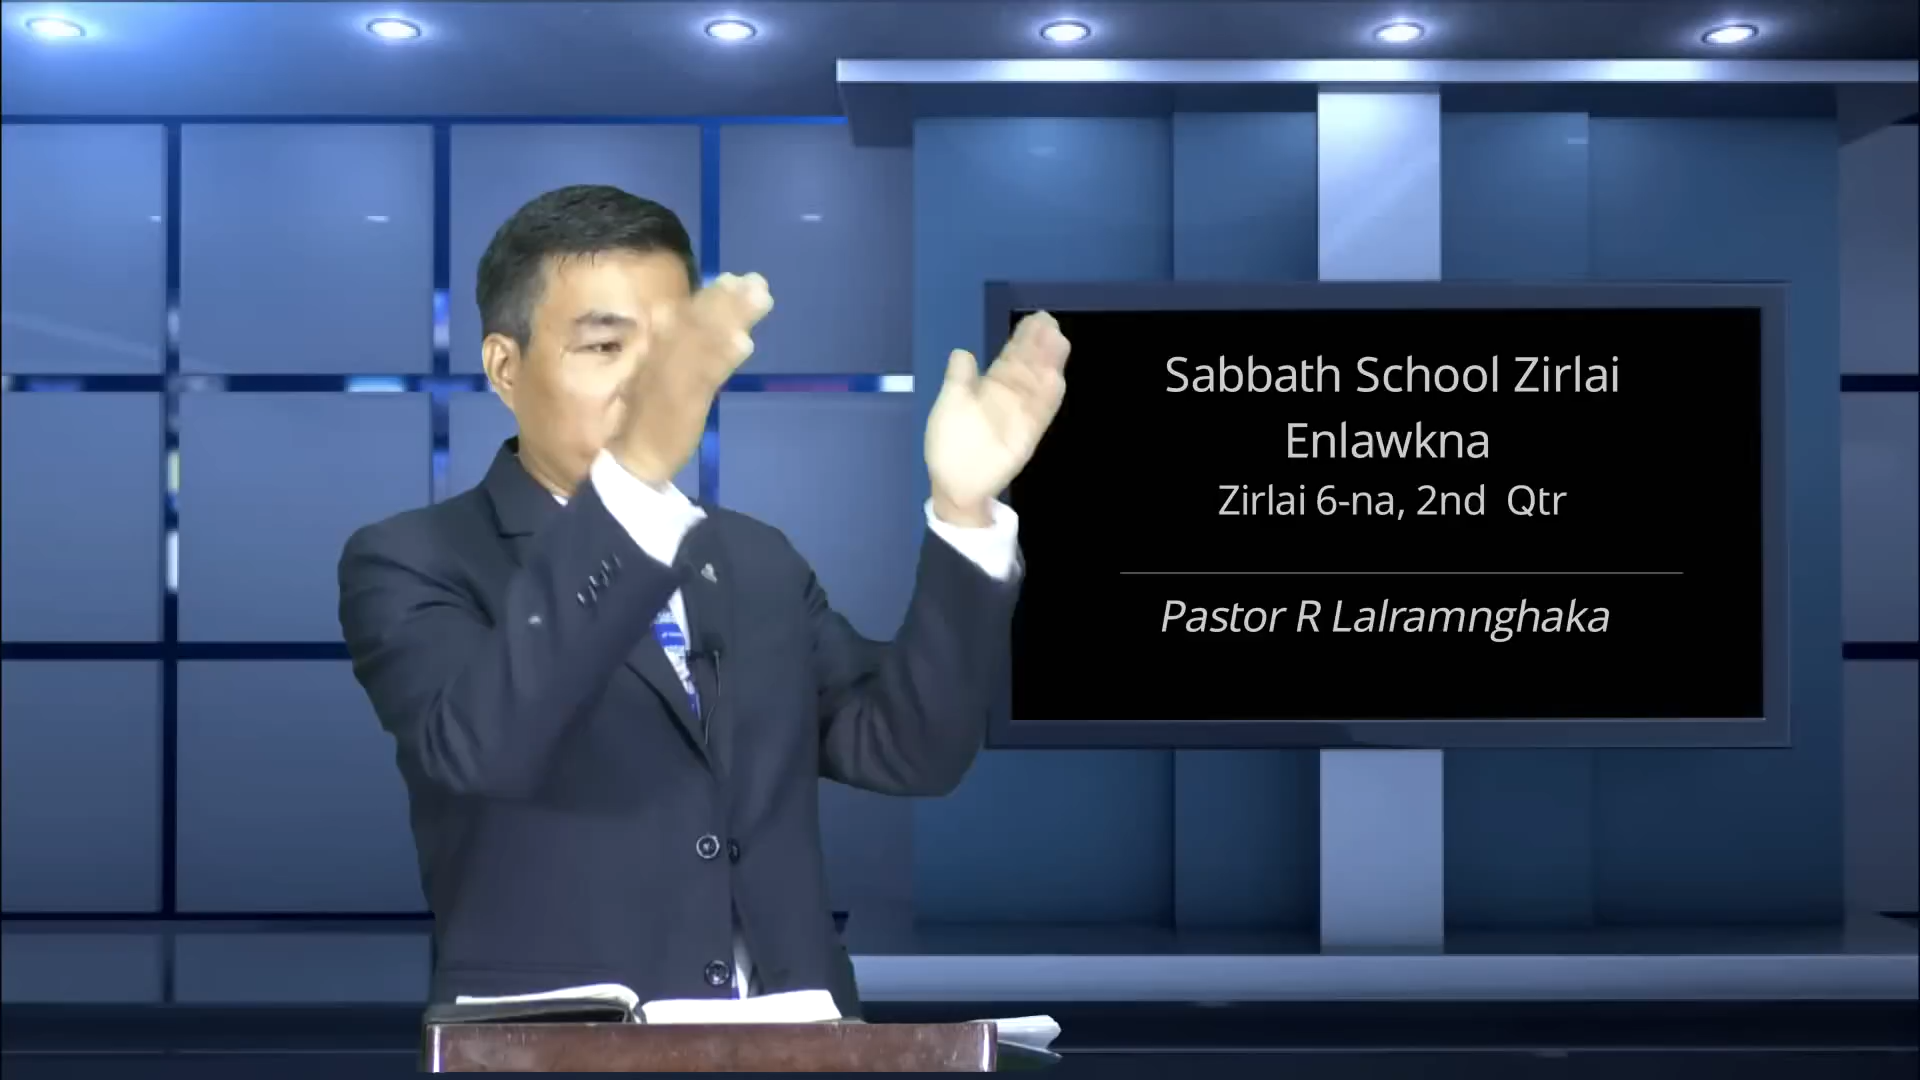 Sabbath School Zirlai
Enlawkna
Zirlai 6-na, 2nd Qtr
Pastor R Lalramnghaka